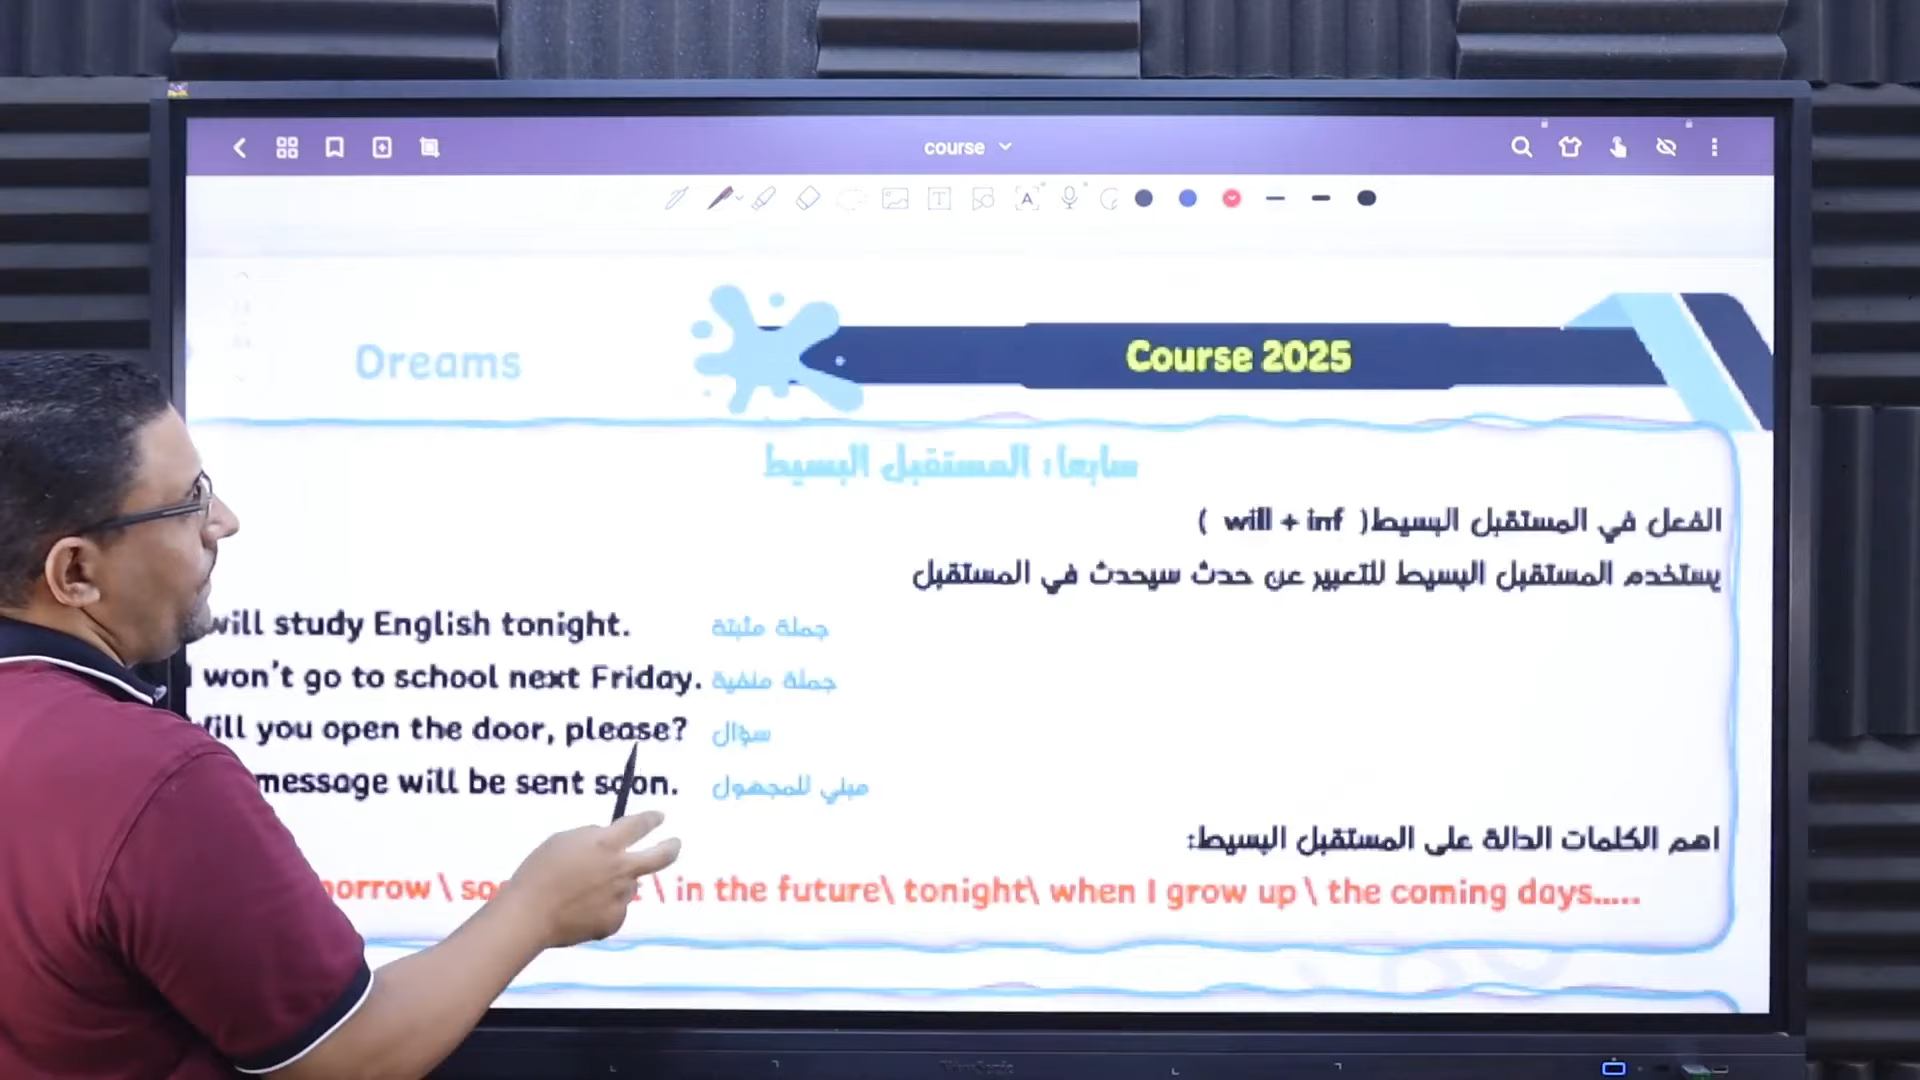 course
Dreams
Course 2025
سابعا: المستقبل البسيط
الفعل في المستقبل البسيط( will + inf )
يستخدم المستقبل البسيط للتعبير عن حدث سيحدث في المستقبل
will study English tonight. جملة مثبتة
I won't go to school next Friday. جملة منفية
Will you open the door, please? سؤال
message will be sent soon. مبني للمجهول
اهم الكلمات الدالة على المستقبل البسيط:
\ in the future\ tonight\ when I grow up \ the coming days.....
ViewSonic